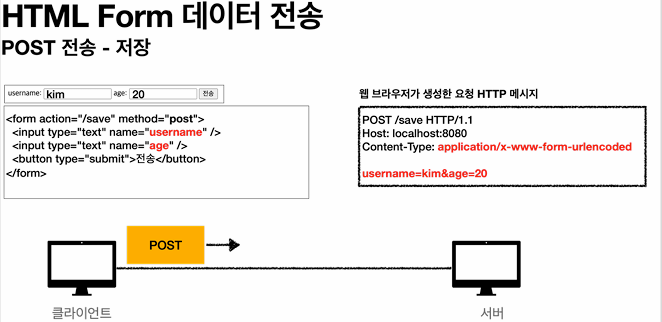 HTML Form 데이터 전송
POST 전송 - 저장
username: kim age: 20 전송
<form action="/save" method="post">
<input type="text" name="username" />
<input type="text" name="age" />
<button type="submit">전송</button>
</form>
웹 브라우저가 생성한 요청 HTTP 메시지
POST /save HTTP/1.1
Host: localhost:8080
Content-Type: application/x-www-form-urlencoded
username=kim&age=20
POST
클라이언트
서버